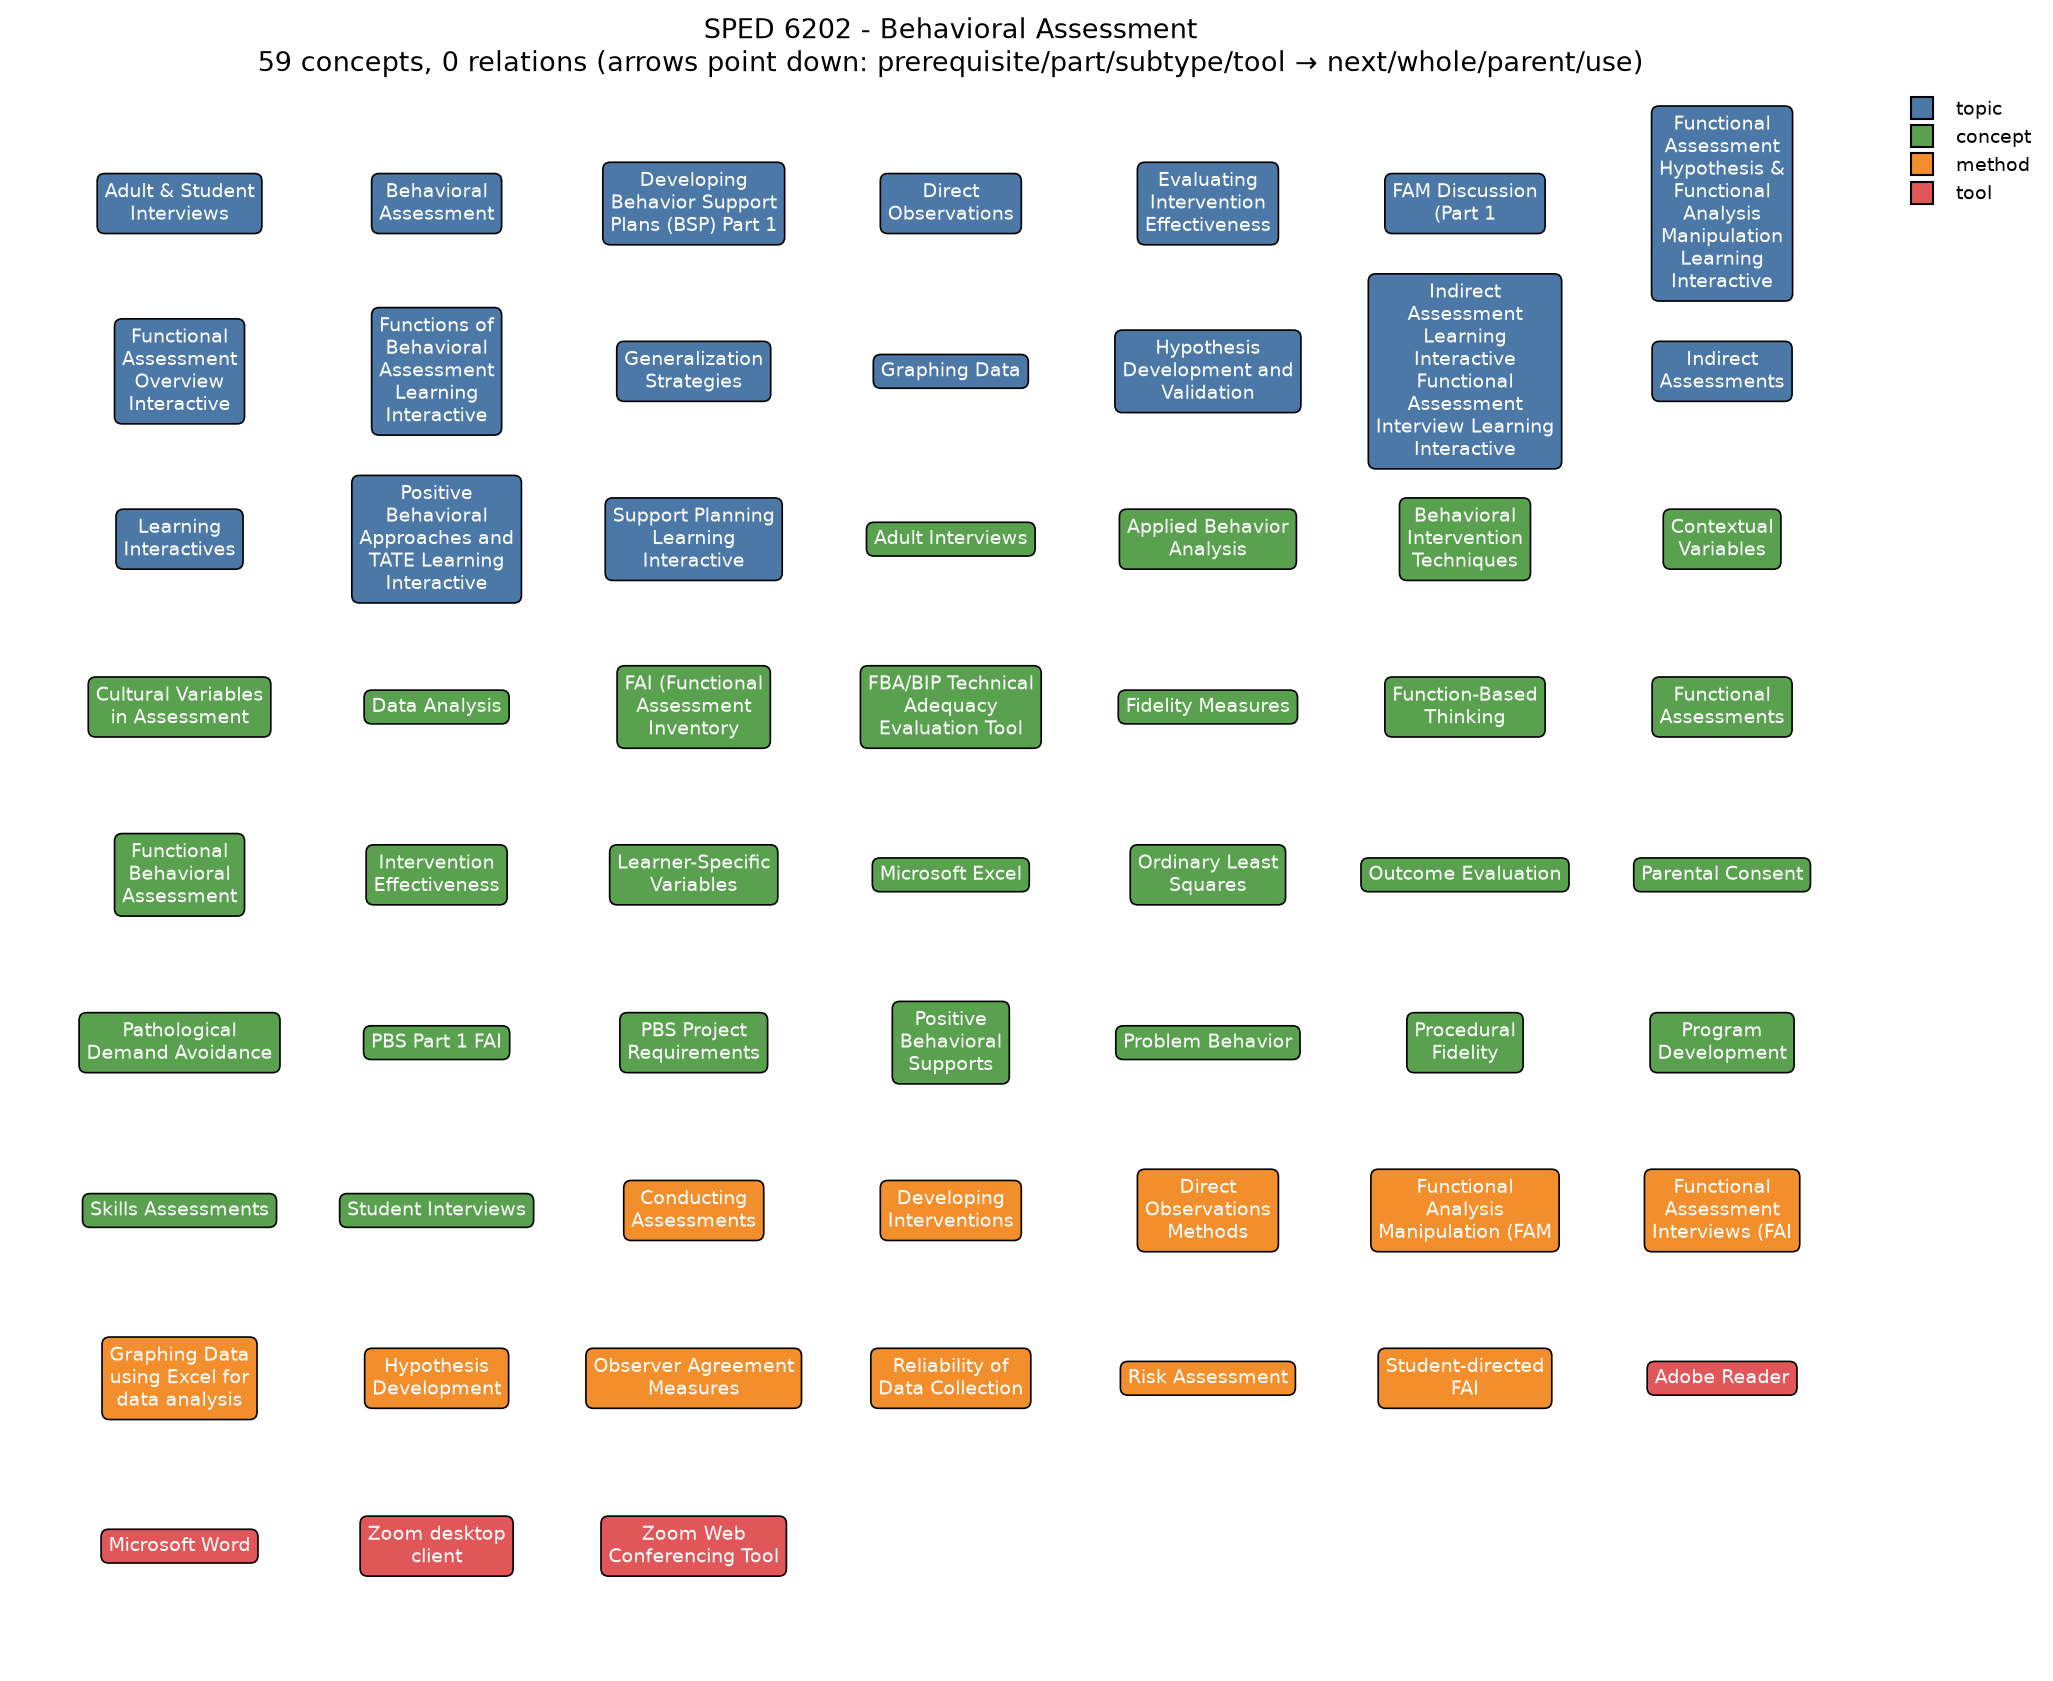 SPED 6202 - Behavioral Assessment
59 concepts, 0 relations (arrows point down: prerequisite/part/subtype/tool → next/whole/parent/use)
topic
concept
method
tool
Adult & Student
Interviews
Behavioral
Assessment
Developing
Behavior Support
Plans (BSP) Part 1
Direct
Observations
Evaluating
Intervention
Effectiveness
FAM Discussion
(Part 1
Functional
Assessment
Hypothesis &
Functional
Analysis
Manipulation
Learning
Interactive
Functional
Assessment
Overview
Interactive
Functions of
Behavioral
Assessment
Learning
Interactive
Generalization
Strategies
Graphing Data
Hypothesis
Development and
Validation
Indirect
Assessment
Learning
Interactive
Functional
Assessment
Interview Learning
Interactive
Indirect
Assessments
Learning
Interactives
Positive
Behavioral
Approaches and
TATE Learning
Interactive
Support Planning
Learning
Interactive
Adult Interviews
Applied Behavior
Analysis
Behavioral
Intervention
Techniques
Contextual
Variables
Cultural Variables
in Assessment
Data Analysis
FAI (Functional
Assessment
Inventory
FBA/BIP Technical
Adequacy
Evaluation Tool
Fidelity Measures
Function-Based
Thinking
Functional
Assessments
Functional
Behavioral
Assessment
Intervention
Effectiveness
Learner-Specific
Variables
Microsoft Excel
Ordinary Least
Squares
Outcome Evaluation
Parental Consent
Pathological
Demand Avoidance
PBS Part 1 FAI
PBS Project
Requirements
Positive
Behavioral
Supports
Problem Behavior
Procedural
Fidelity
Program
Development
Skills Assessments
Student Interviews
Conducting
Assessments
Developing
Interventions
Direct
Observations
Methods
Functional
Analysis
Manipulation (FAM
Functional
Assessment
Interviews (FAI
Graphing Data
using Excel for
data analysis
Hypothesis
Development
Observer Agreement
Measures
Reliability of
Data Collection
Risk Assessment
Student-directed
FAI
Adobe Reader
Microsoft Word
Zoom desktop
client
Zoom Web
Conferencing Tool